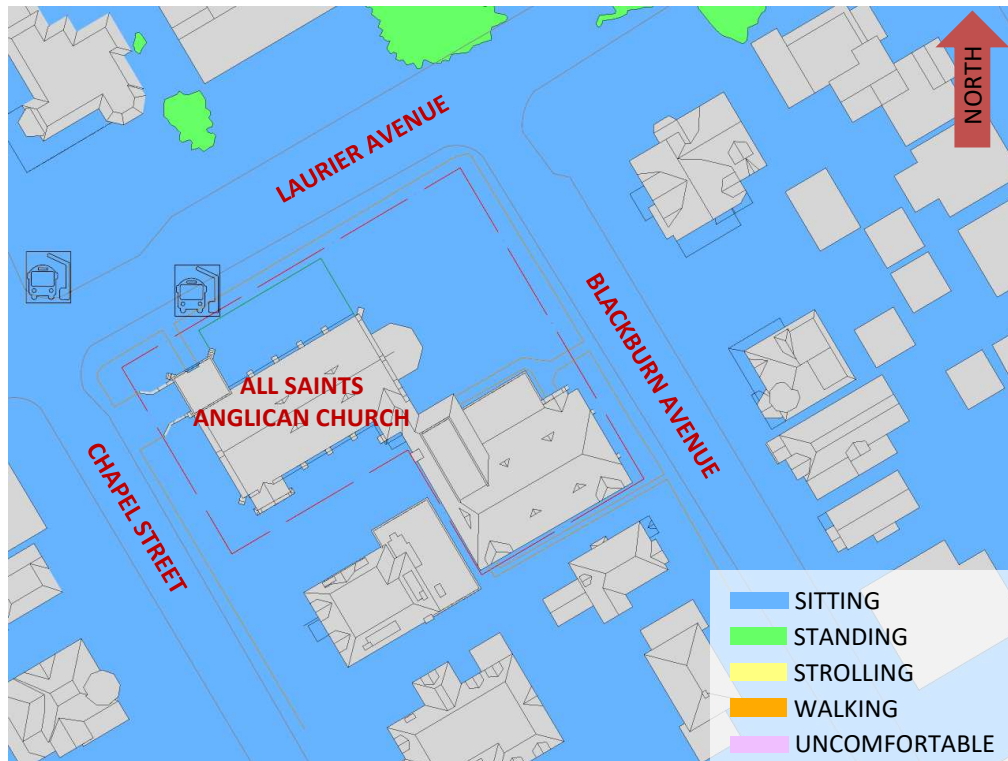 NORTH
LAURIER AVENUE
BLACKBURN AVENUE
ALL SAINTS
ANGLICAN CHURCH
CHAPEL STREET
SITTING
STANDING
STROLLING
WALKING
UNCOMFORTABLE